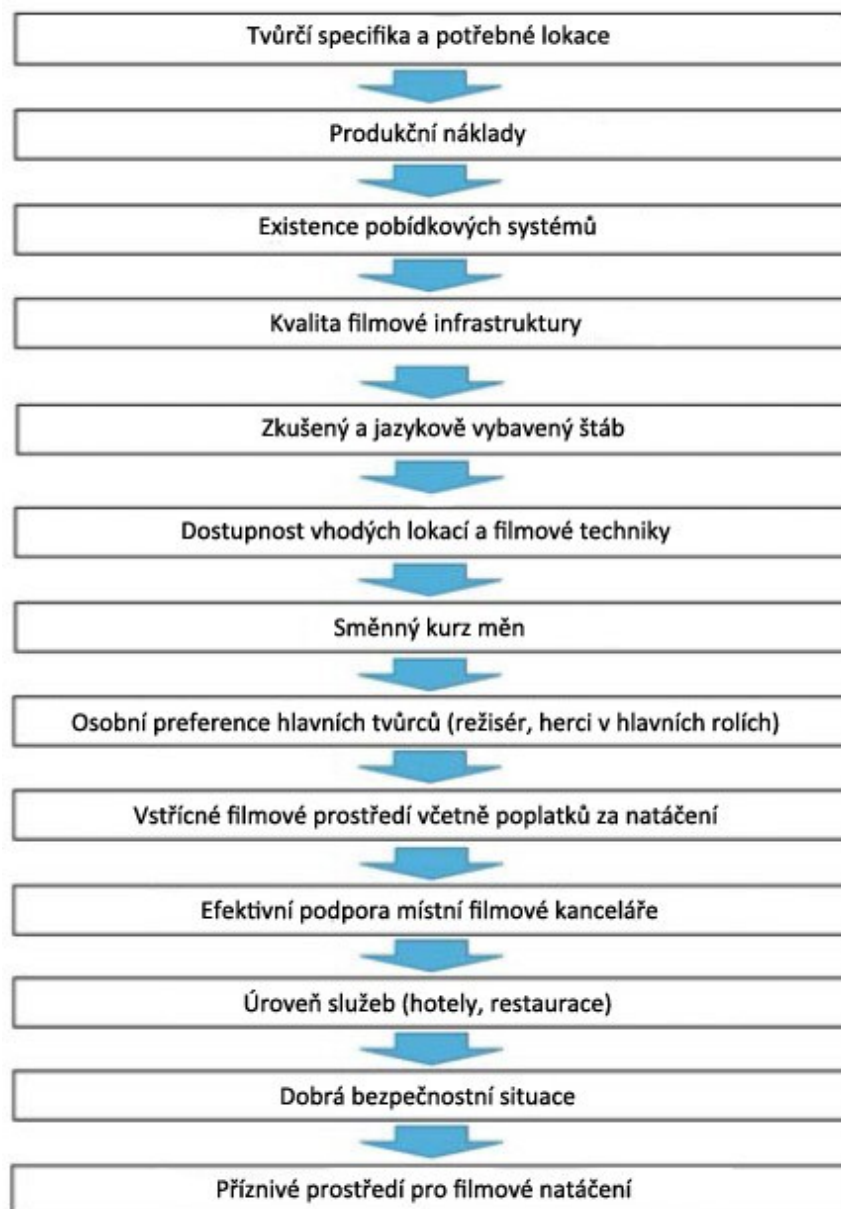 Tvůrčí specifika a potřebné lokace
Produkční náklady
Existence pobídkových systémů
Kvalita filmové infrastruktury
Zkušený a jazykově vybavený štáb
Dostupnost vhodých lokací a filmové techniky
Směnný kurz měn
Osobní preference hlavních tvůrců (režisér, herci v hlavních rolích)
Vstřícné filmové prostředí včetně poplatků za natáčení
Efektivní podpora místní filmové kanceláře
Úroveň služeb (hotely, restaurace)
Dobrá bezpečnostní situace
Příznivé prostředí pro filmové natáčení